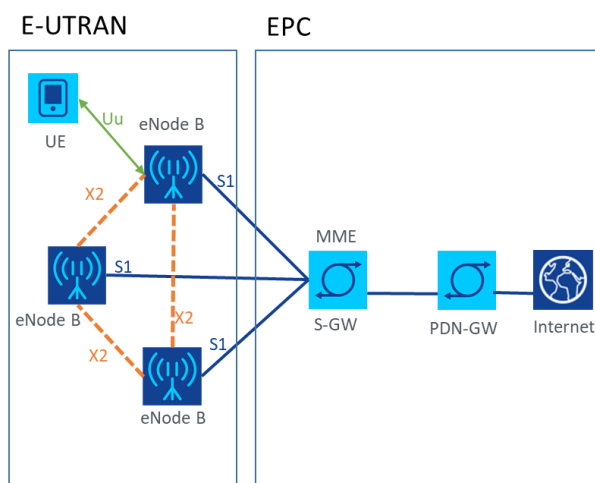 E-UTRAN
EPC
Uu
UE
eNode B
X2
S1
MME
S1
eNode B
X2
S-GW
PDN-GW
Internet
X2
S1
eNode B